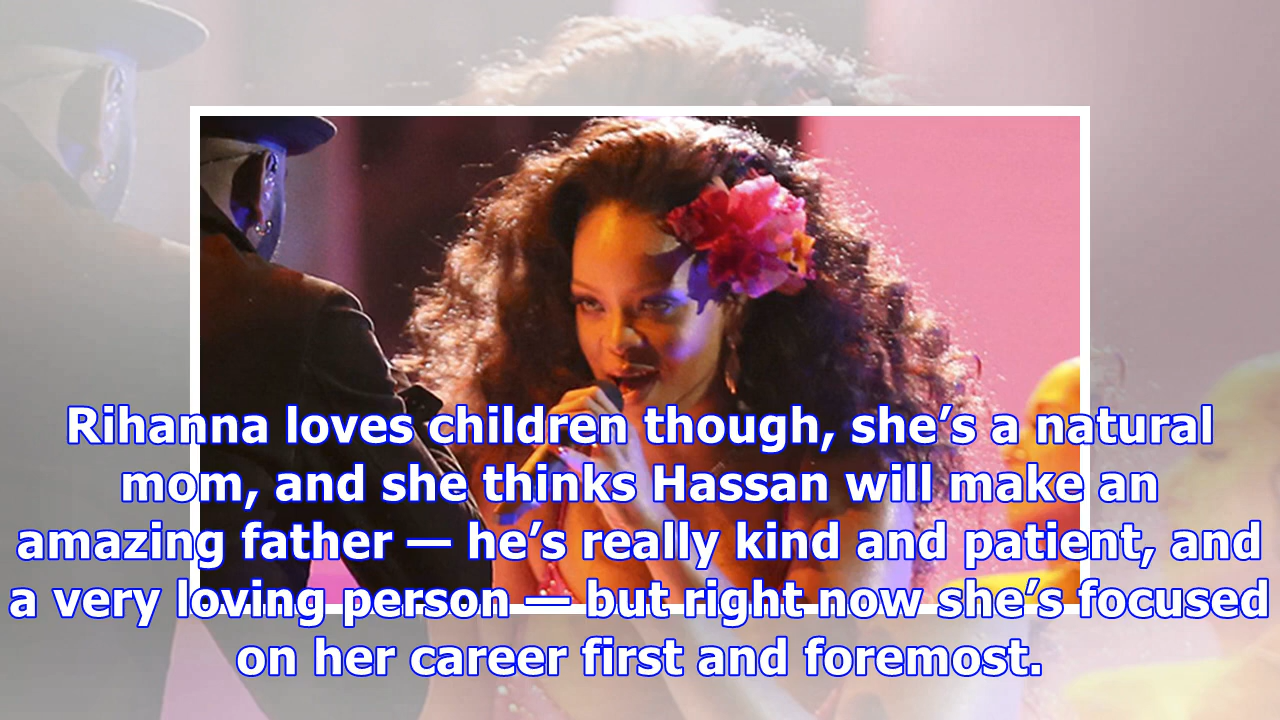 Rihanna loves children though, she’s a natural
mom, and she thinks Hassan will make an
amazing father — he’s really kind and patient, and
a very loving person — but right now she’s focused
on her career first and foremost.